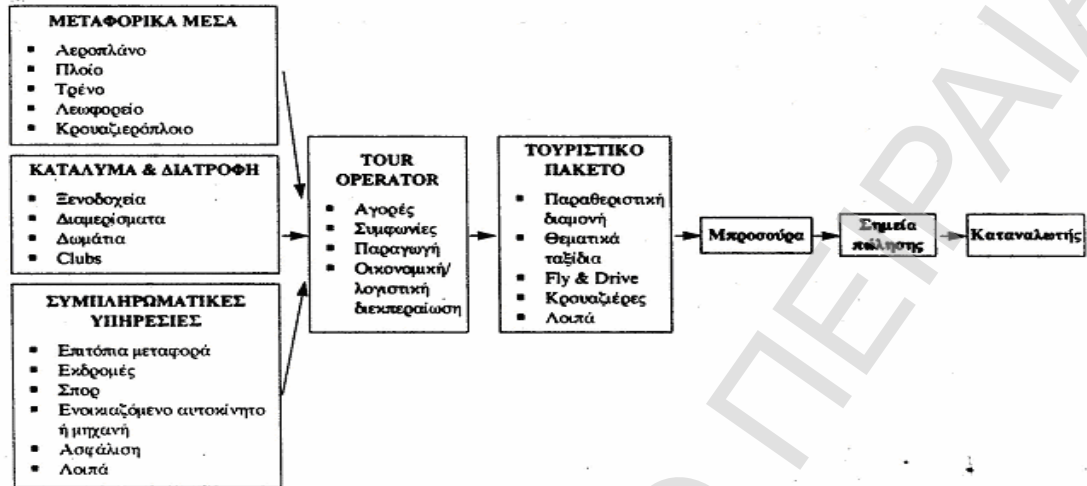 ΜΕΤΑΦΟΡΙΚΑ ΜΕΣΑ
▪ Αεροπλάνο
▪ Πλοίο
▪ Τρένο
▪ Λεωφορείο
▪ Κρουαζιερόπλοιο
ΚΑΤΑΛΥΜΑ & ΔΙΑΤΡΟΦΗ
▪ Ξενοδοχεία
▪ Διαμερίσματα
▪ Δωμάτια
▪ Clubs
ΣΥΜΠΛΗΡΩΜΑΤΙΚΕΣ
ΥΠΗΡΕΣΙΕΣ
▪ Επιτόπια μεταφορά
▪ Εκδρομές
▪ Σπορ
▪ Ενοικιαζόμενο αυτοκίνητο
ή μηχανή
▪ Ασφάλιση
▪ Λοιπά
TOUR
OPERATOR
▪ Αγορές
▪ Συμφωνίες
▪ Παραγωγή
▪ Οικονομική/
λογιστική
διεκπεραίωση
ΤΟΥΡΙΣΤΙΚΟ
ΠΑΚΕΤΟ
▪ Παραθεριστική
διαμονή
▪ Θεματικά
ταξίδια
▪ Fly & Drive
▪ Κρουαζιέρες
▪ Λοιπά
Μπροσούρα
Σημεία
πώλησης
Καταναλωτής
ΠΕΙΡΑΙΑ